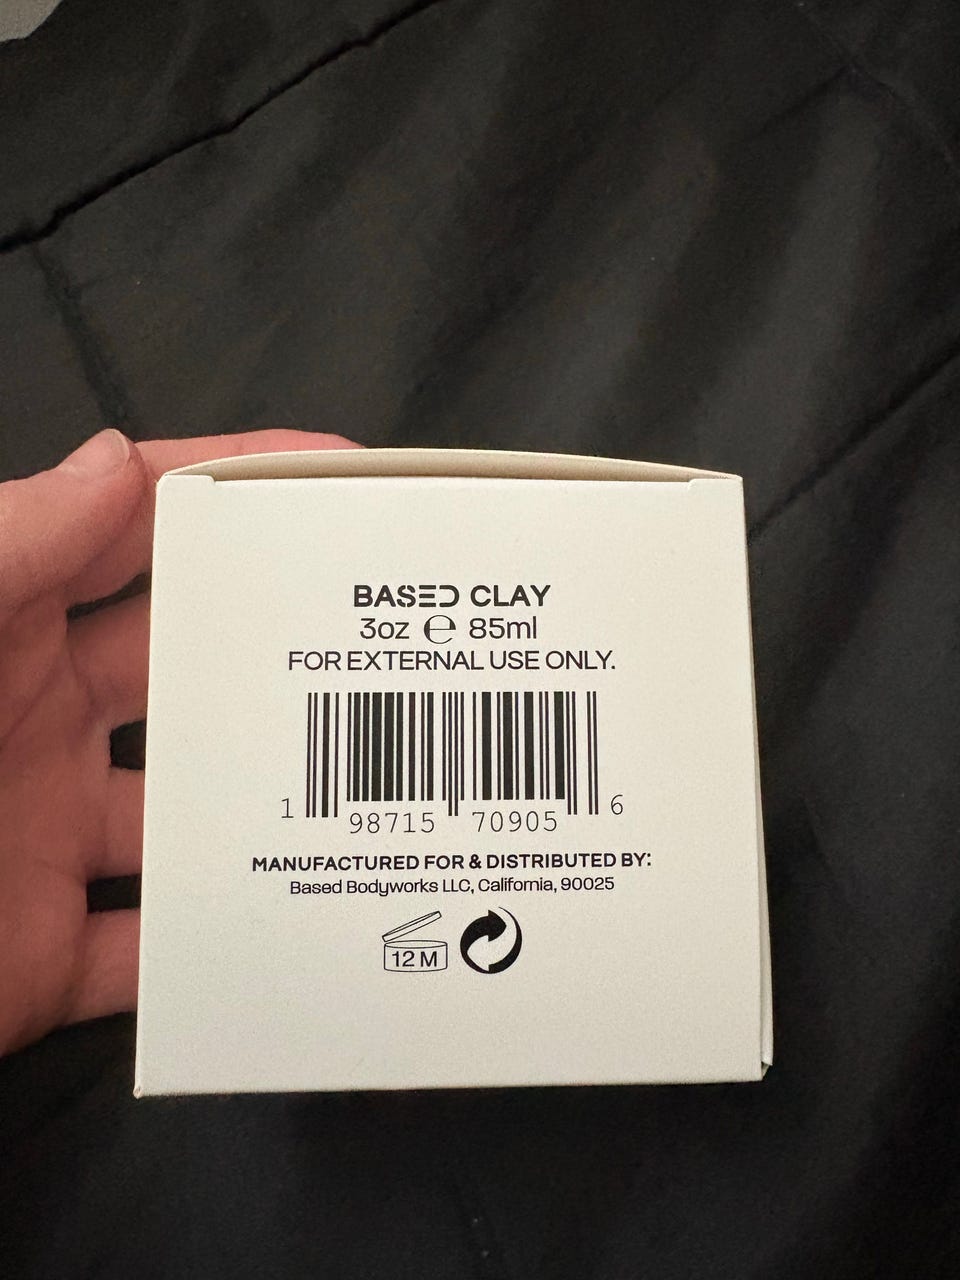 BASED CLAY
3oz ℮ 85ml
FOR EXTERNAL USE ONLY.
1 98715 70905 6
MANUFACTURED FOR & DISTRIBUTED BY:
Based Bodyworks LLC, California, 90025
12 M